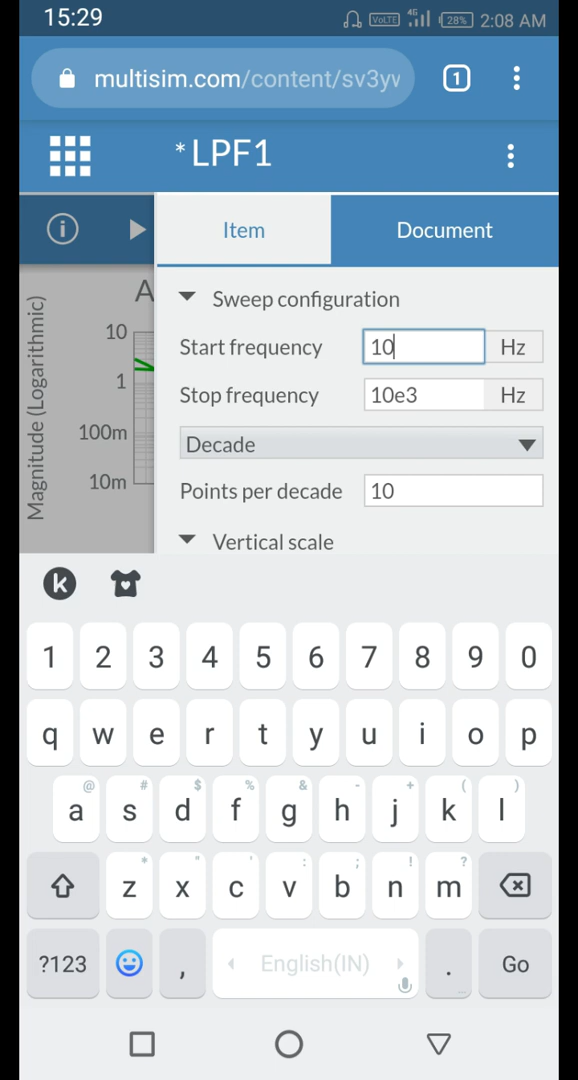 15:29
VoLTE 4G 28% 2:08 AM
multisim.com/content/sv3yv
1
*LPF1
i
Item
Document
A
Sweep configuration
Start frequency 10 Hz
Stop frequency 10e3 Hz
Decade
Points per decade 10
Vertical scale
Magnitude (Logarithmic)
10
1
100m
10m
k
1 2 3 4 5 6 7 8 9 0
q w e r t y u i o p
@ # $ % & - + ( )
a s d f g h j k l
* " ' : ; ! ?
z x c v b n m
?123 , English(IN) . Go